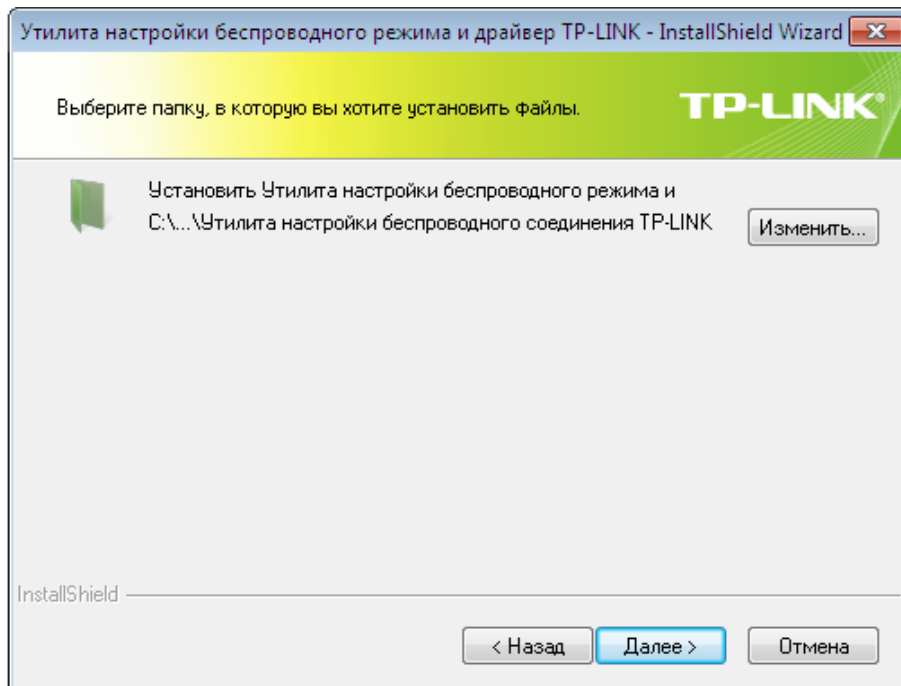 Утилита настройки беспроводного режима и драйвер TP-LINK - InstallShield Wizard
Выберите папку, в которую вы хотите установить файлы.
TP-LINK®
Установить Утилита настройки беспроводного режима и
C:\...\Утилита настройки беспроводного соединения TP-LINK
Изменить...
InstallShield
< Назад
Далее >
Отмена